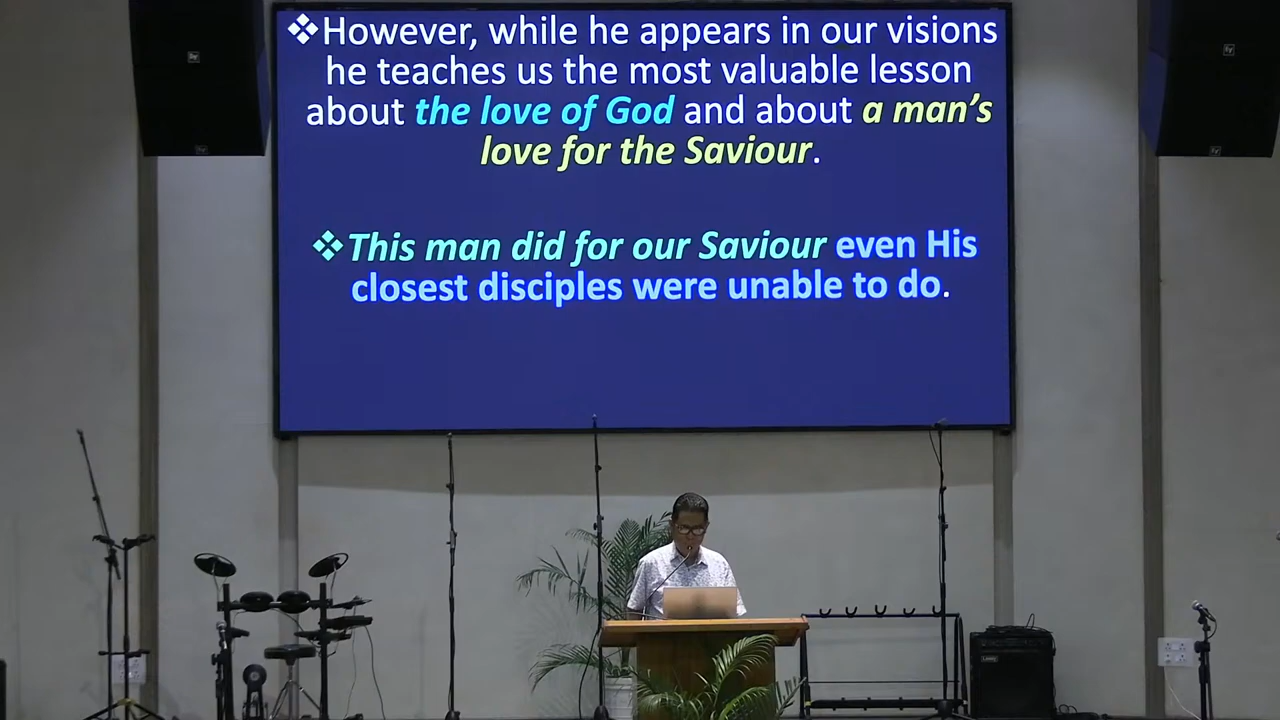 ❖However, while he appears in our visions
he teaches us the most valuable lesson
about the love of God and about a man's
love for the Saviour.
❖This man did for our Saviour even His
closest disciples were unable to do.